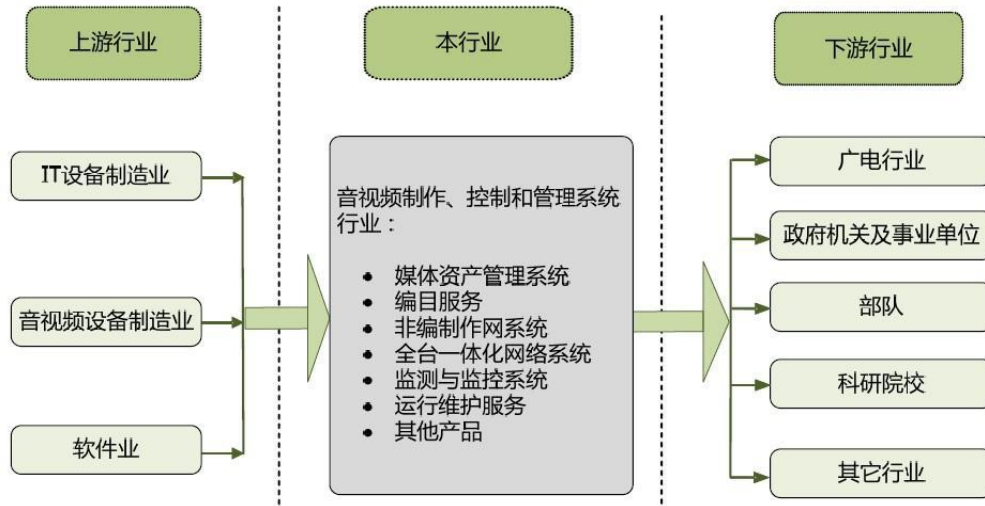 上游行业
本行业
下游行业
IT设备制造业
音视频设备制造业
软件业
音视频制作、控制和管理系统
行业：
• 媒体资产管理系统
• 编目服务
• 非编制作网系统
• 全台一体化网络系统
• 监测与监控系统
• 运行维护服务
• 其他产品
广电行业
政府机关及事业单位
部队
科研院校
其它行业